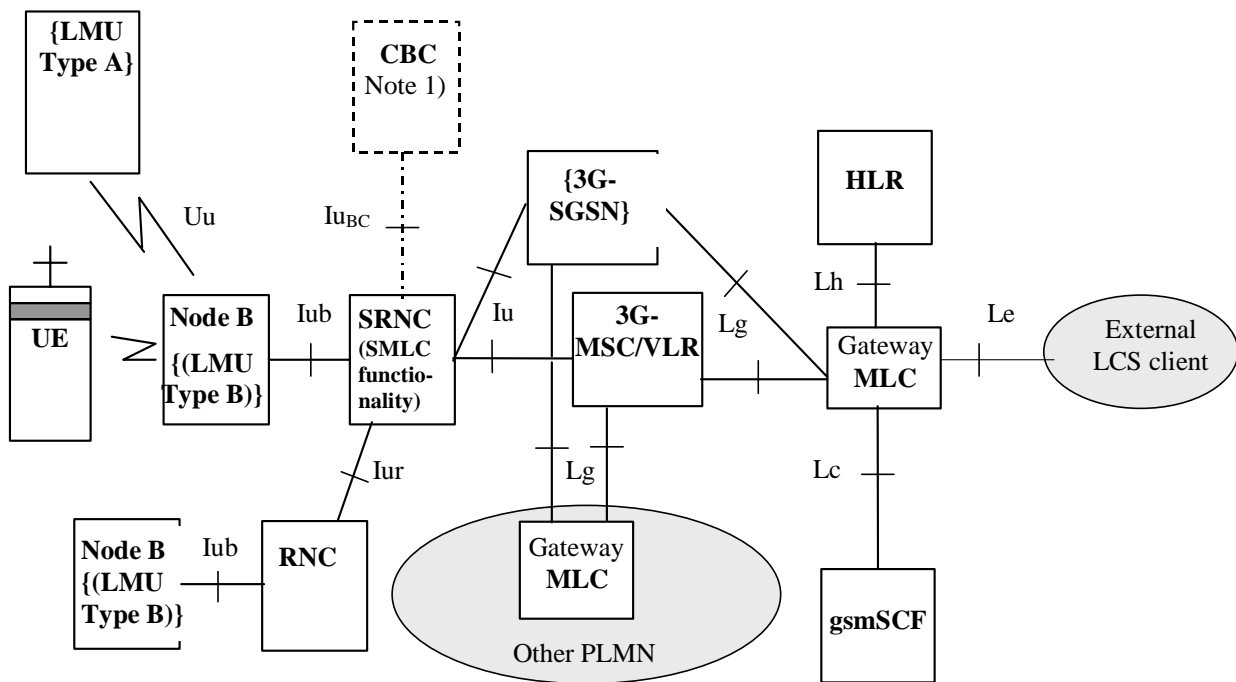 {LMU
Type A}
CBC
Note 1)
{3G-
SGSN}
HLR
Uu
IuBC
Lh
UE
Node B
{(LMU
Type B)}
Iub
SRNC
(SMLC
functio-
nality)
Iu
3G-
MSC/VLR
Lg
Gateway
MLC
Le
External
LCS client
Iur
Lg
Lc
Node B
{(LMU
Type B)}
Iub
RNC
Gateway
MLC
Other PLMN
gsmSCF